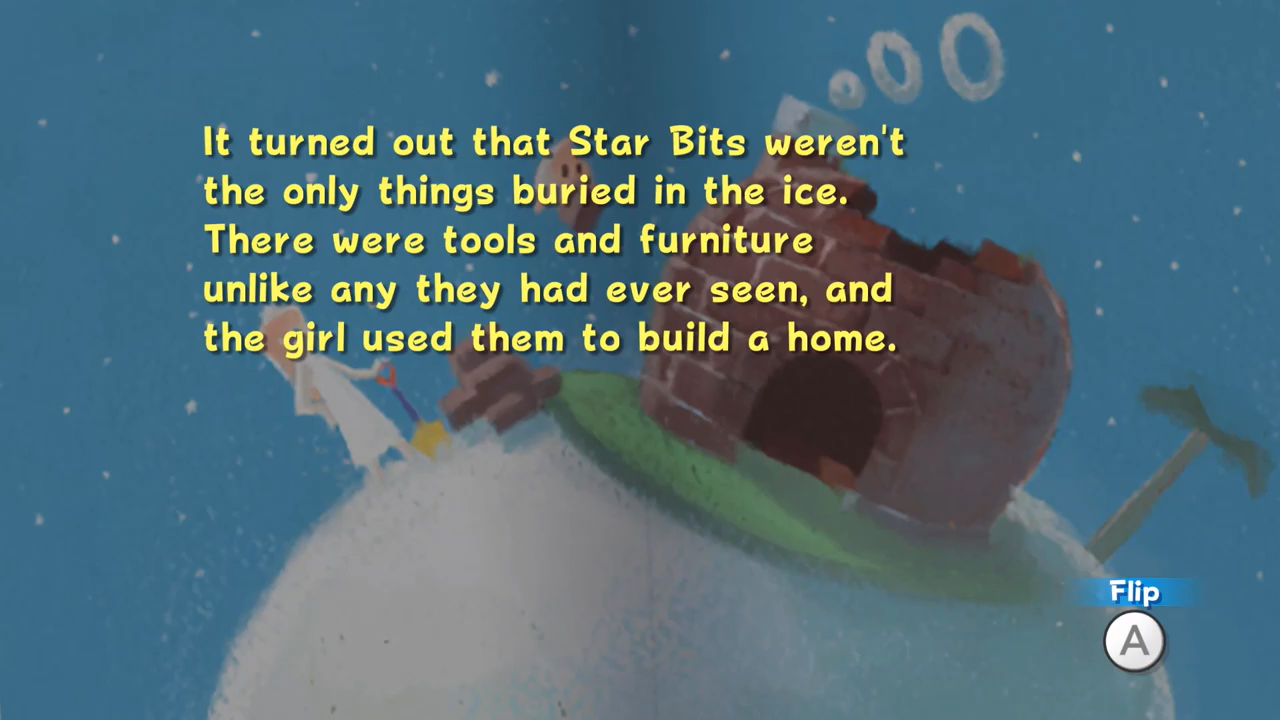 It turned out that Star Bits weren't
the only things buried in the ice.
There were tools and furniture
unlike any they had ever seen, and
the girl used them to build a home.
Flip
A